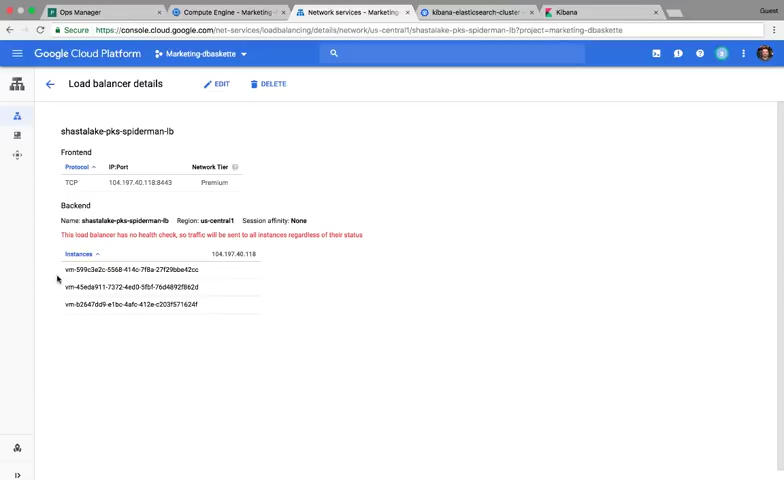 Ops Manager
Compute Engine - Marketing-
Network services - Marketing
kibana-elasticsearch-cluster-
Kibana
Guest
Secure
https://console.cloud.google.com/net-services/loadbalancing/details/network/us-central1/shastalake-pks-spiderman-lb?project=marketing-dbaskette
Google Cloud Platform
Marketing-dbaskette
Load balancer details
EDIT
DELETE
shastalake-pks-spiderman-lb
Frontend
Protocol
IP:Port
Network Tier
TCP
104.197.40.118:8443
Premium
Backend
Name: shastalake-pks-spiderman-lb Region: us-central1 Session affinity: None
This load balancer has no health check, so traffic will be sent to all instances regardless of their status
Instances
104.197.40.118
vm-599c3e2c-5568-414c-7f8a-27f29bbe42cc
vm-45eda911-7372-4ed0-5fbf-76d4892f862d
vm-b2647dd9-e1bc-4afc-412e-c203f571624f